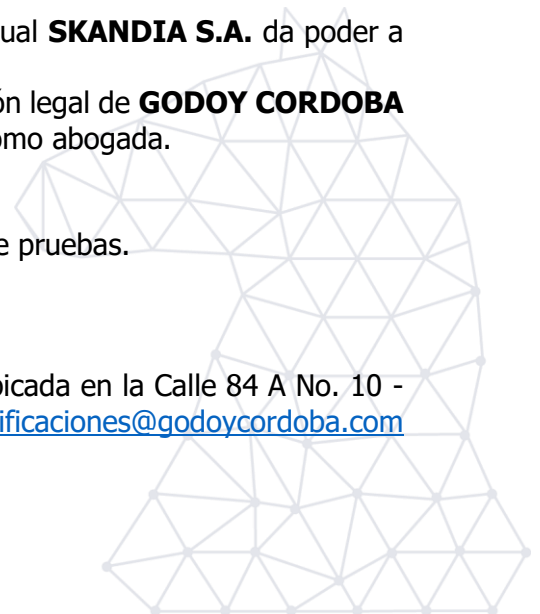 ual SKANDIA S.A. da poder a
ón legal de GODOY CORDOBA
omo abogada.
e pruebas.
bicada en la Calle 84 A No. 10 -
ificaciones@godoycordoba.com